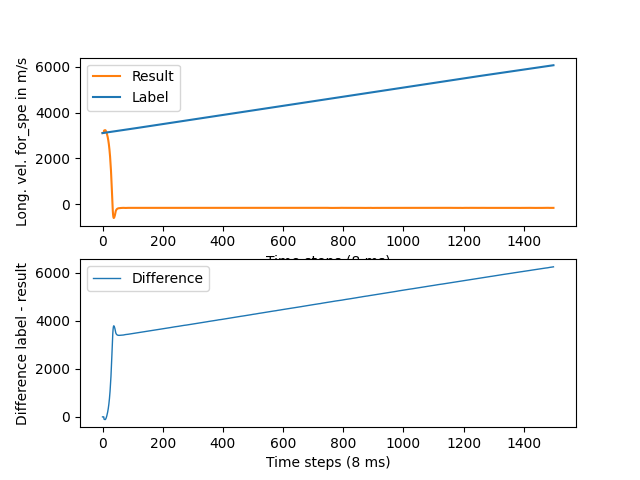 Long. vel. for_spe in m/s
6000
4000
2000
0
Result
Label
0 200 400 600 800 1000 1200 1400
Time steps (8 ms)
Difference label - result
6000
4000
2000
0
Difference
0 200 400 600 800 1000 1200 1400
Time steps (8 ms)